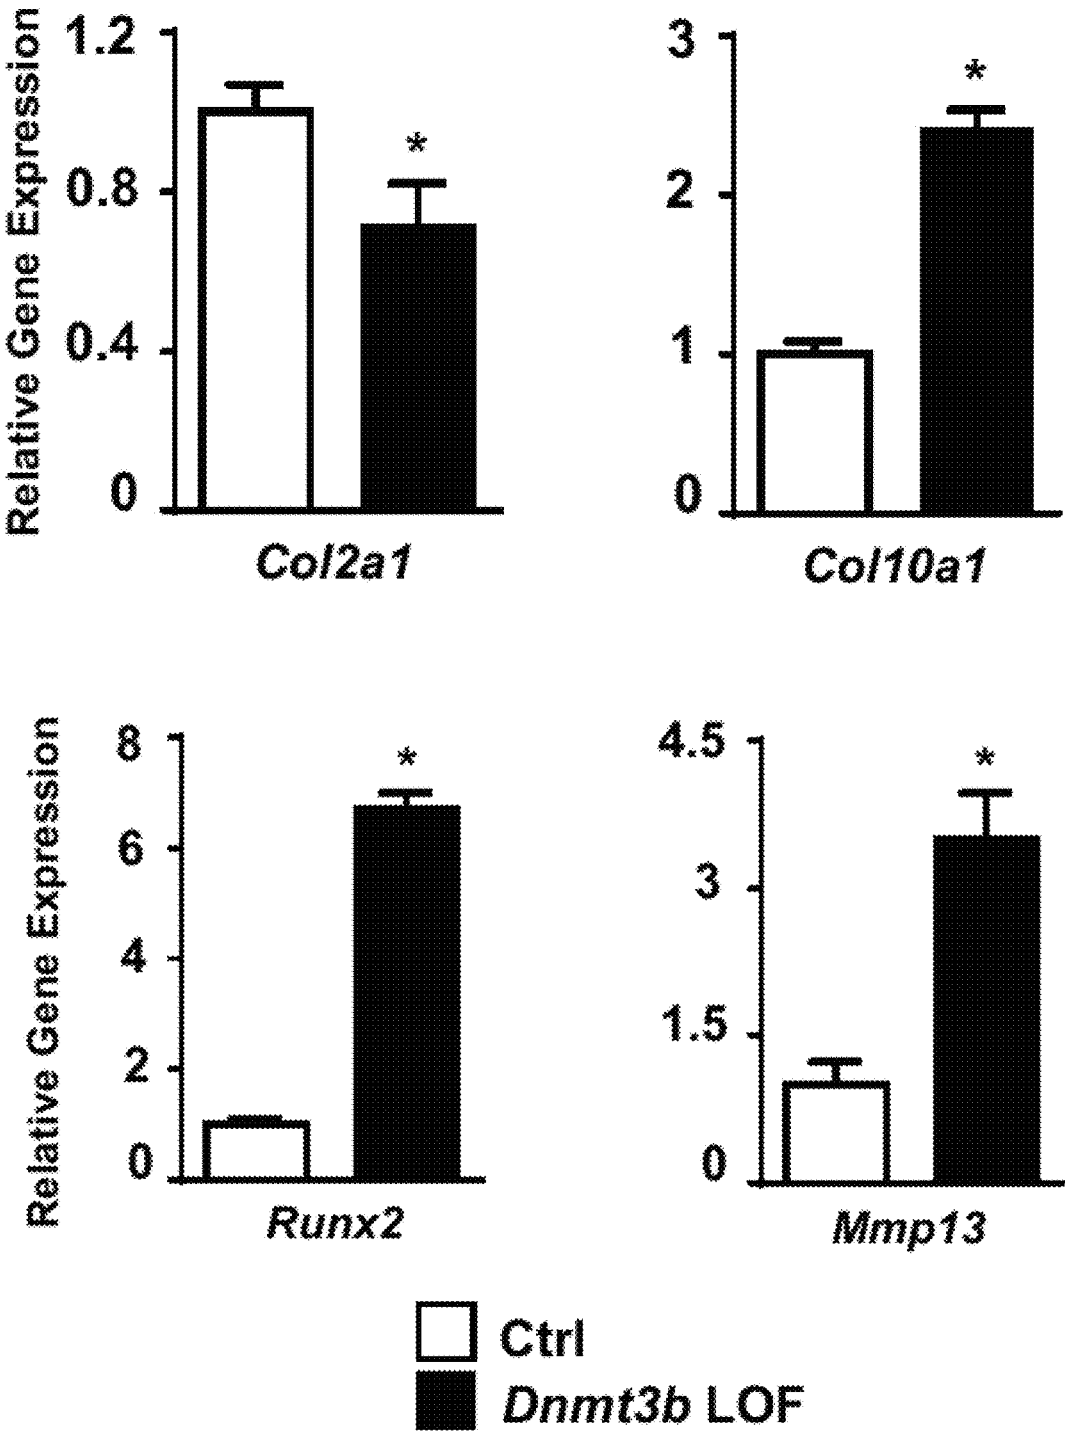 Relative Gene Expression
1.2
0.8
0.4
0
*
Col2a1
3
2
1
0
*
Col10a1
Relative Gene Expression
8
6
4
2
0
*
Runx2
4.5
3
1.5
0
*
Mmp13
Ctrl
Dnmt3b LOF